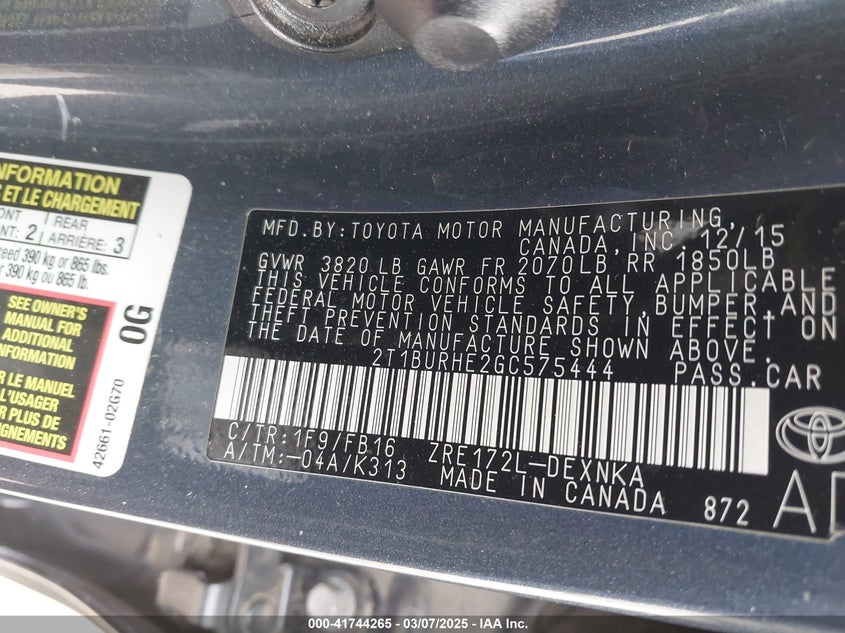 INFORMATION
S ET LE CHARGEMENT
ONT
NT: 2
REAR
ARRIÈRE: 3
ceed 390 kg or 865 lbs.
390 kg ou 865 lb.
SEE OWNER'S
MANUAL FOR
ADDITIONAL
INFORMATION
R LE MANUEL
L'USAGER
R PLUS DE
GNEMENTS
0G
42661-02G70
MFD.BY:TOYOTA MOTOR MANUFACTURING,
CANADA, INC. 12/15
GVWR 3820 LB GAWR FR 2070LB, RR 1850LB
THIS VEHICLE CONFORMS TO ALL APPLICABLE
FEDERAL MOTOR VEHICLE SAFETY, BUMPER, AND
THEFT PREVENTION STANDARDS IN EFFECT ON
THE DATE OF MANUFACTURE SHOWN ABOVE.
2T1BURHE2GC575444 PASS.CAR
C/TR:1F9/FB16 ZRE172L-DEXNKA
A/TM:-04A/K313 MADE IN CANADA 872
A
000-41744265 - 03/07/2025 - Copyright IAA, Inc.